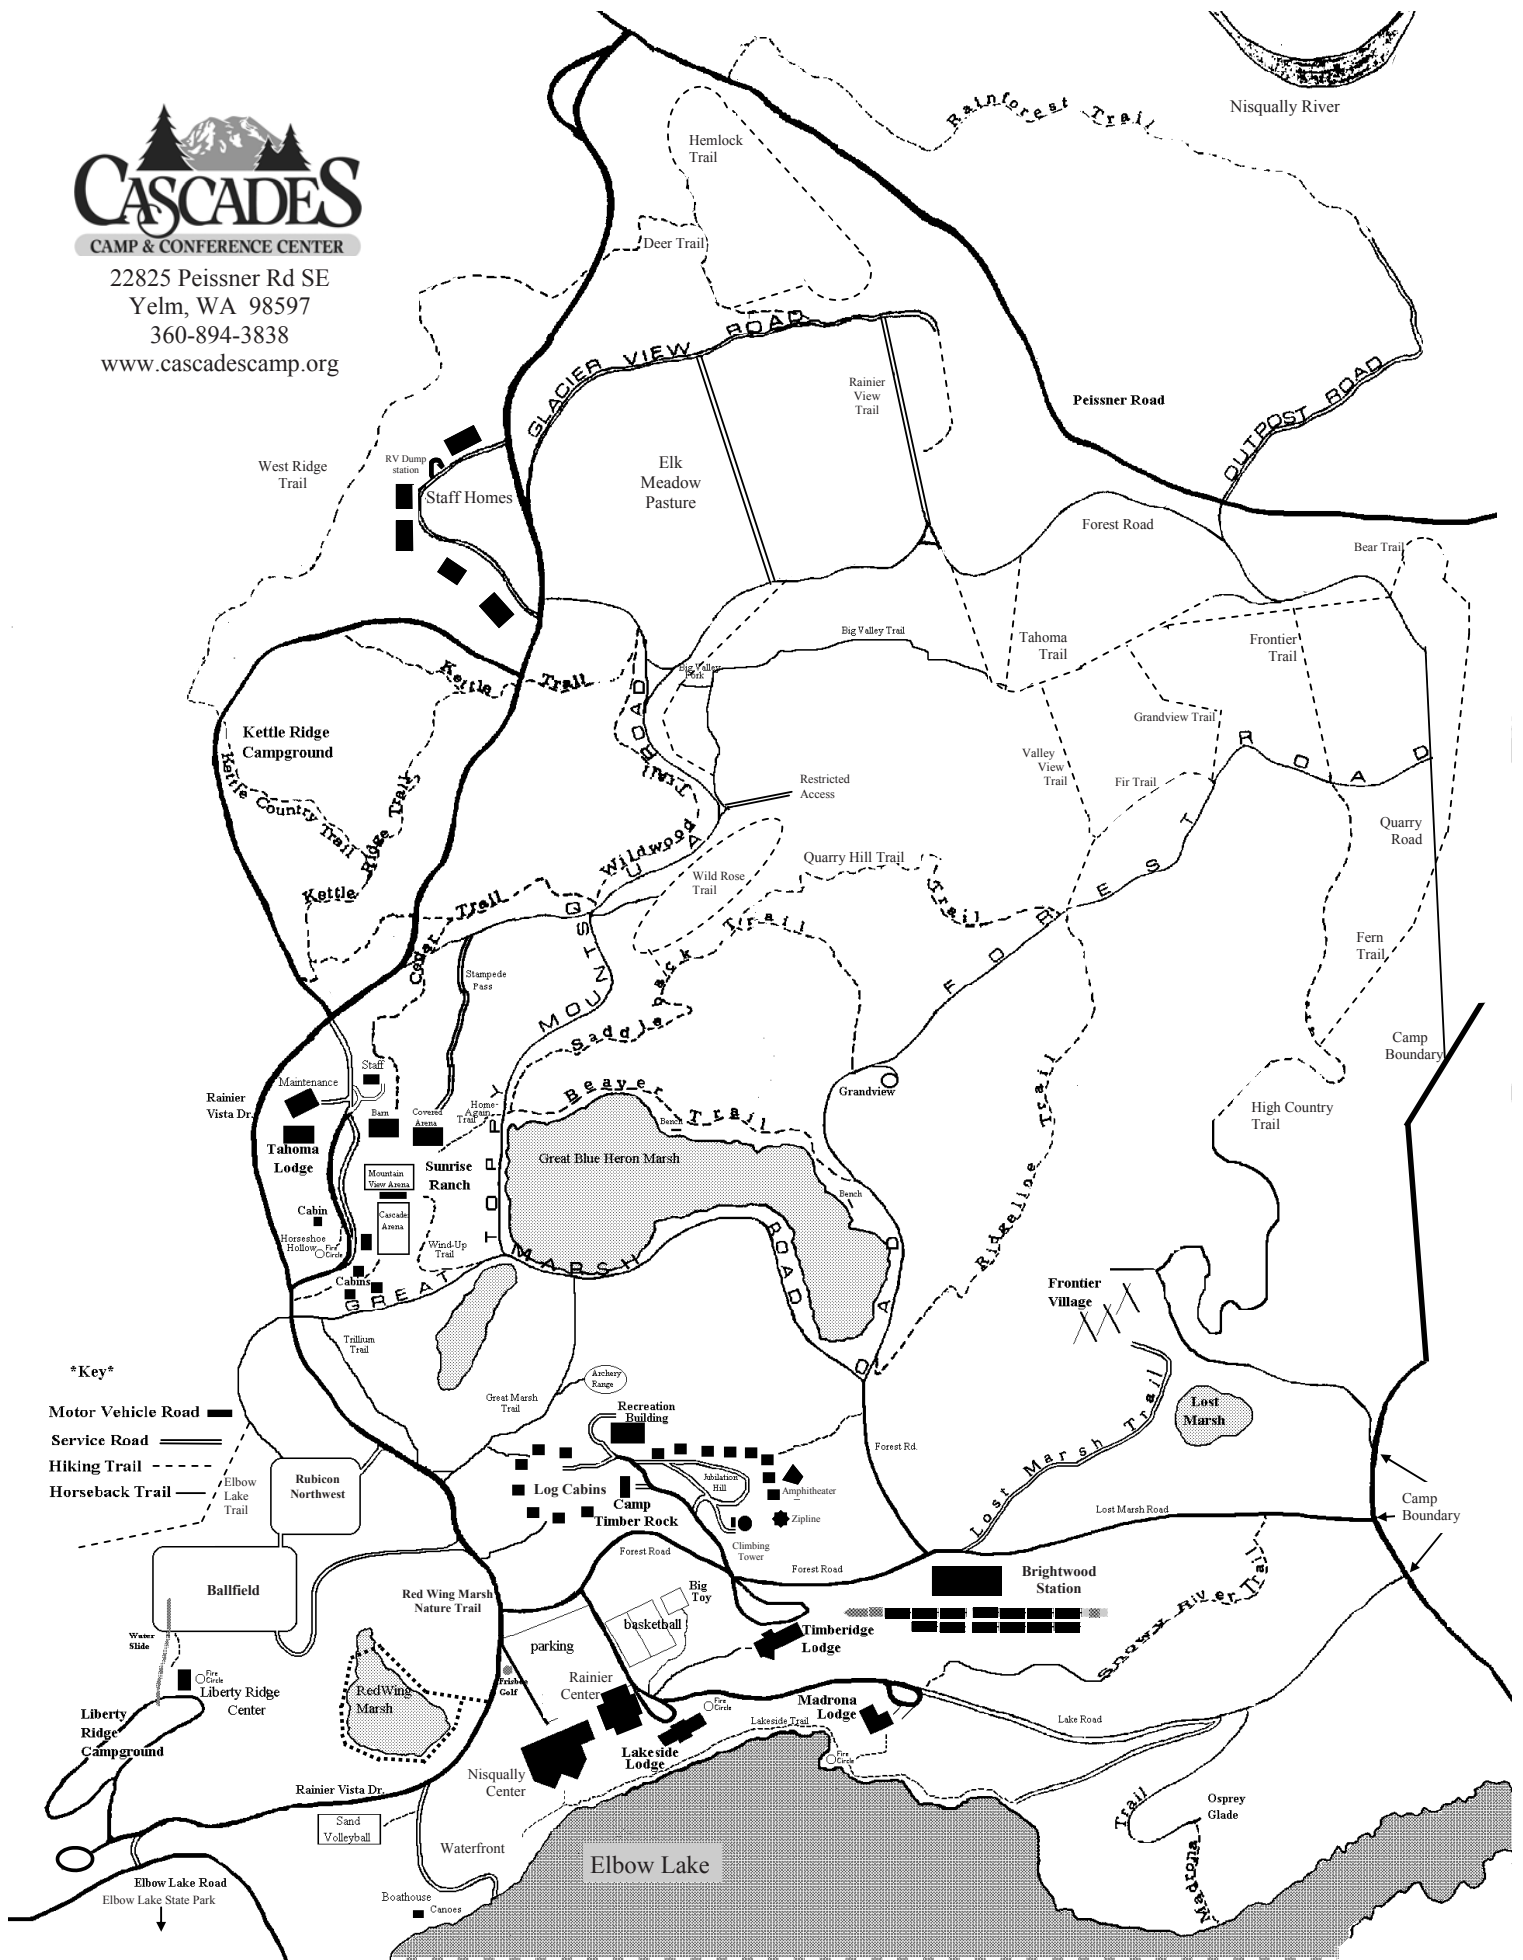 Nisqually River
Rainforest Trail
Hemlock
Trail
CASCADES
CAMP & CONFERENCE CENTER
22825 Peissner Rd SE
Yelm, WA  98597
360-894-3838
www.cascadescamp.org
Deer Trail
GLACIER VIEW ROAD
Rainier
View
Trail
Peissner Road
OUTPOST ROAD
West Ridge
Trail
RV Dump
station
Staff Homes
Elk
Meadow
Pasture
Forest Road
Bear Trail
Big Valley Trail
Tahoma
Trail
Frontier
Trail
Kettle Trail
Big Valley
Fork
Grandview Trail
Kettle Ridge
Campground
Valley
View
Trail
Fir Trail
Restricted
Access
Kettle Country Trail
Kettle Ridge Trail
Wildwood Trail
Quarry
Road
Quarry Hill Trail
Trail
Wild Rose
Trail
Cedar Trail
FOREST ROAD
Fern
Trail
Stampede
Pass
TOPPY MOUNT SQUA ROAD
Saddleback Trail
Camp
Boundary
Staff
Maintenance
Rainier
Vista Dr.
Barn
Covered
Arena
Home-
Again
Trail
Beaver Trail
Bench
Grandview
High Country
Trail
Tahoma
Lodge
Mountain
View Arena
Sunrise
Ranch
Great Blue Heron Marsh
Bench
Ridgeline Trail
Cabin
Cascade
Arena
Horseshoe
Hollow
Fire
Circle
Wind-Up
Trail
Cabins
GREAT MARSH ROAD
Frontier
Village
Trillium
Trail
*Key*
Motor Vehicle Road
Service Road
Hiking Trail
Horseback Trail
Archery
Range
Great Marsh
Trail
Recreation
Building
Lost
Marsh
Lost Marsh Trail
Forest Rd.
Elbow
Lake
Trail
Rubicon
Northwest
Log Cabins
Jubilation
Hill
Amphitheater
Camp
Timber Rock
Zipline
Lost Marsh Road
Camp
Boundary
Climbing
Tower
Forest Road
Forest Road
Ballfield
Red Wing Marsh
Nature Trail
Big
Toy
Brightwood
Station
Snowy River Trail
Water
Slide
parking
basketball
Timberidge
Lodge
Fire
Circle
Liberty Ridge
Center
Red Wing
Marsh
Frisbee
Golf
Rainier
Center
Liberty
Ridge
Campground
Fire
Circle
Madrona
Lodge
Lakeside Trail
Lake Road
Lakeside
Lodge
Fire
Circle
Nisqually
Center
Rainier Vista Dr.
Osprey
Glade
Madrona Trail
Sand
Volleyball
Waterfront
Elbow Lake
Elbow Lake Road
Elbow Lake State Park
Boathouse
Canoes